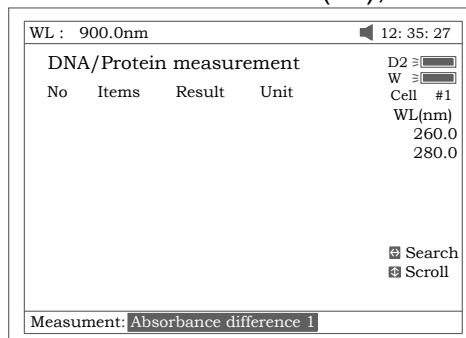 WL : 900.0nm 12: 35: 27
DNA/Protein measurement
No Items Result Unit
D2
W
Cell #1
WL(nm)
260.0
280.0
Search
Scroll
Measument: Absorbance difference 1